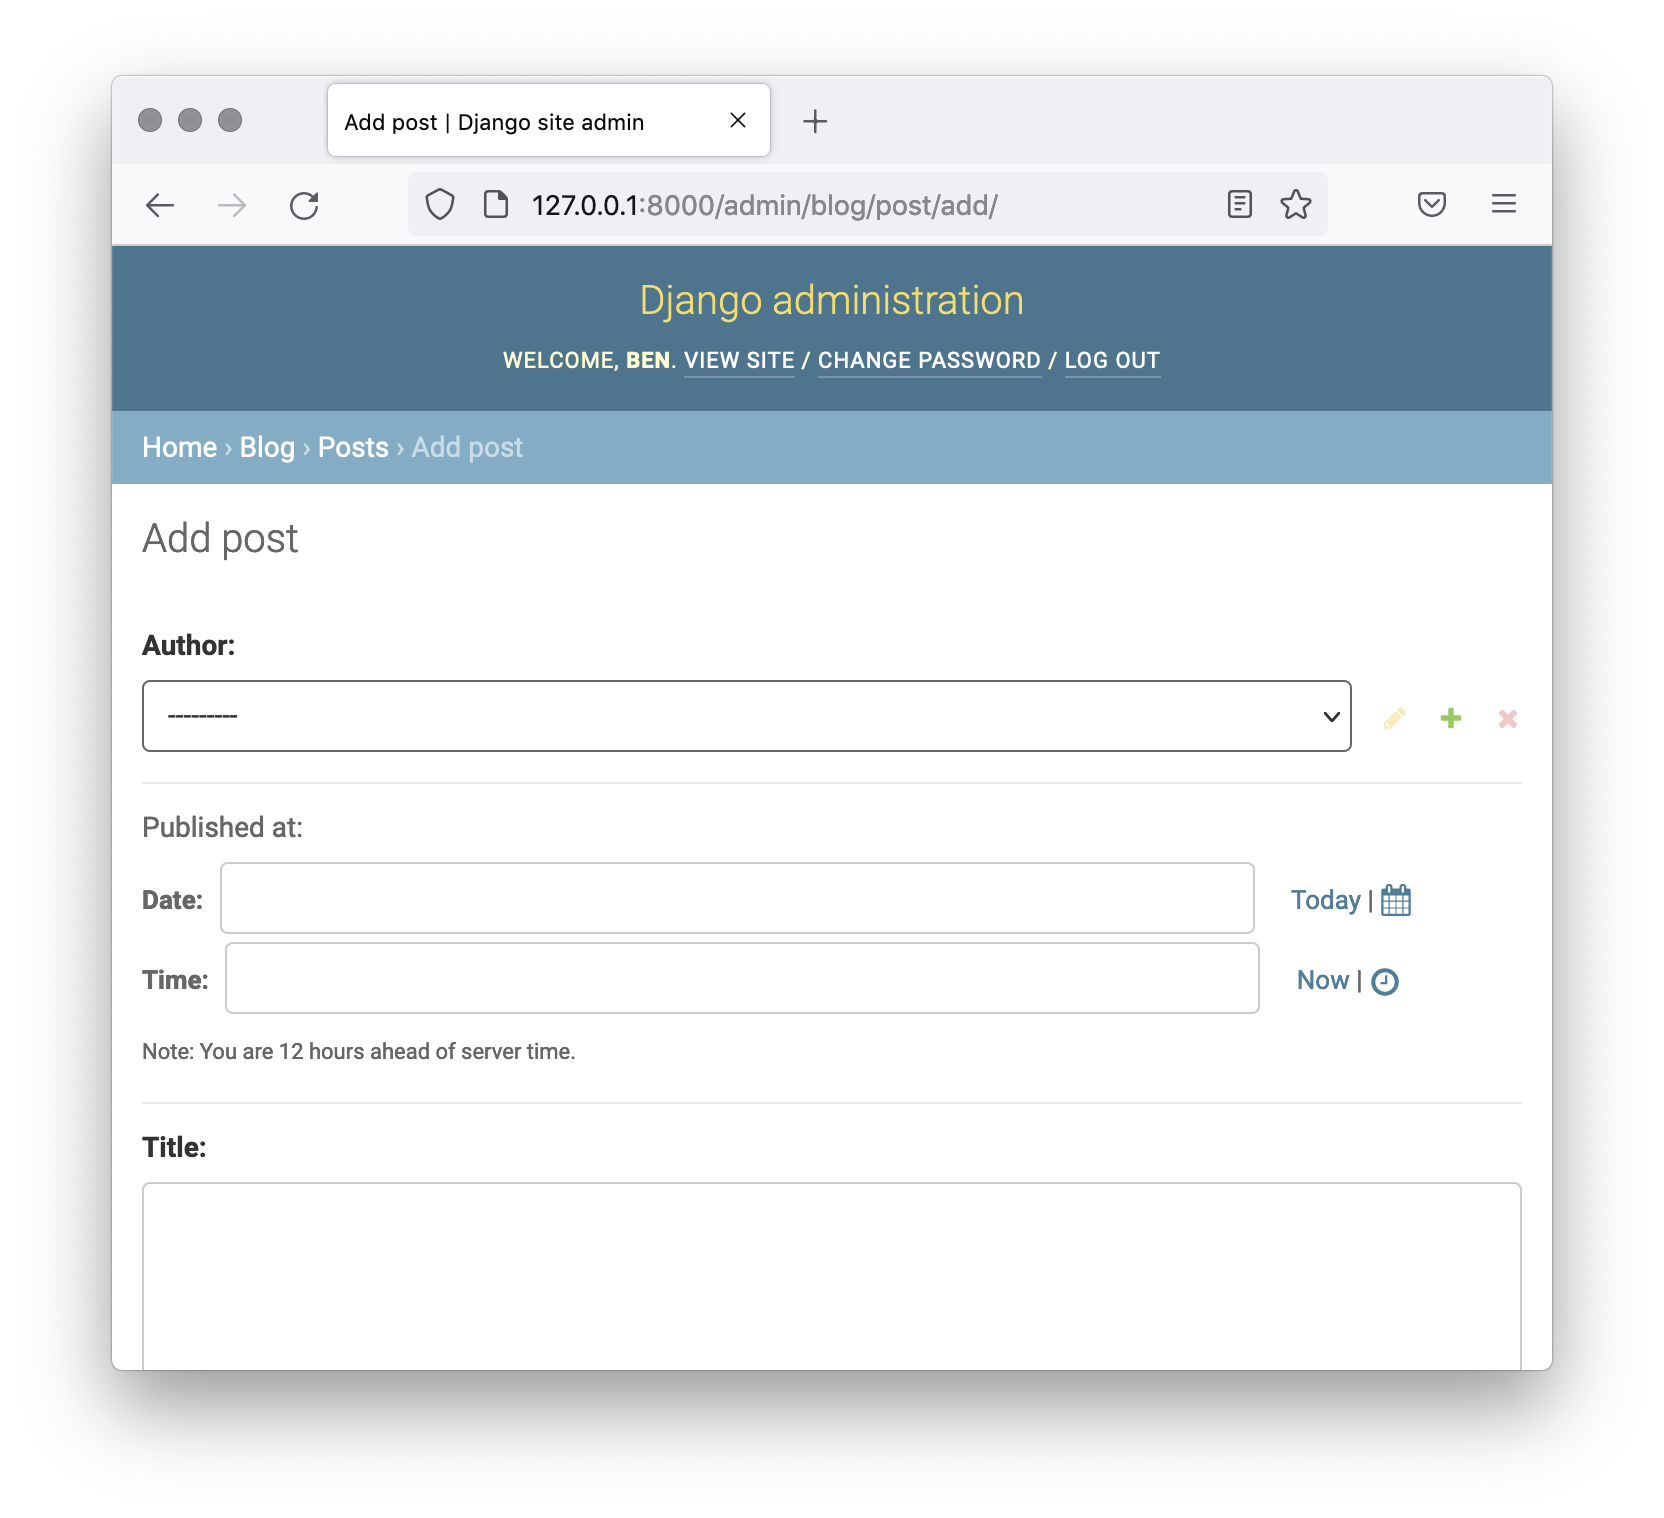 Add post | Django site admin
127.0.0.1:8000/admin/blog/post/add/
Django administration
WELCOME, BEN. VIEW SITE / CHANGE PASSWORD / LOG OUT
Home › Blog › Posts › Add post
Add post
Author:
---------
Published at:
Date:
Today |
Time:
Now |
Note: You are 12 hours ahead of server time.
Title: